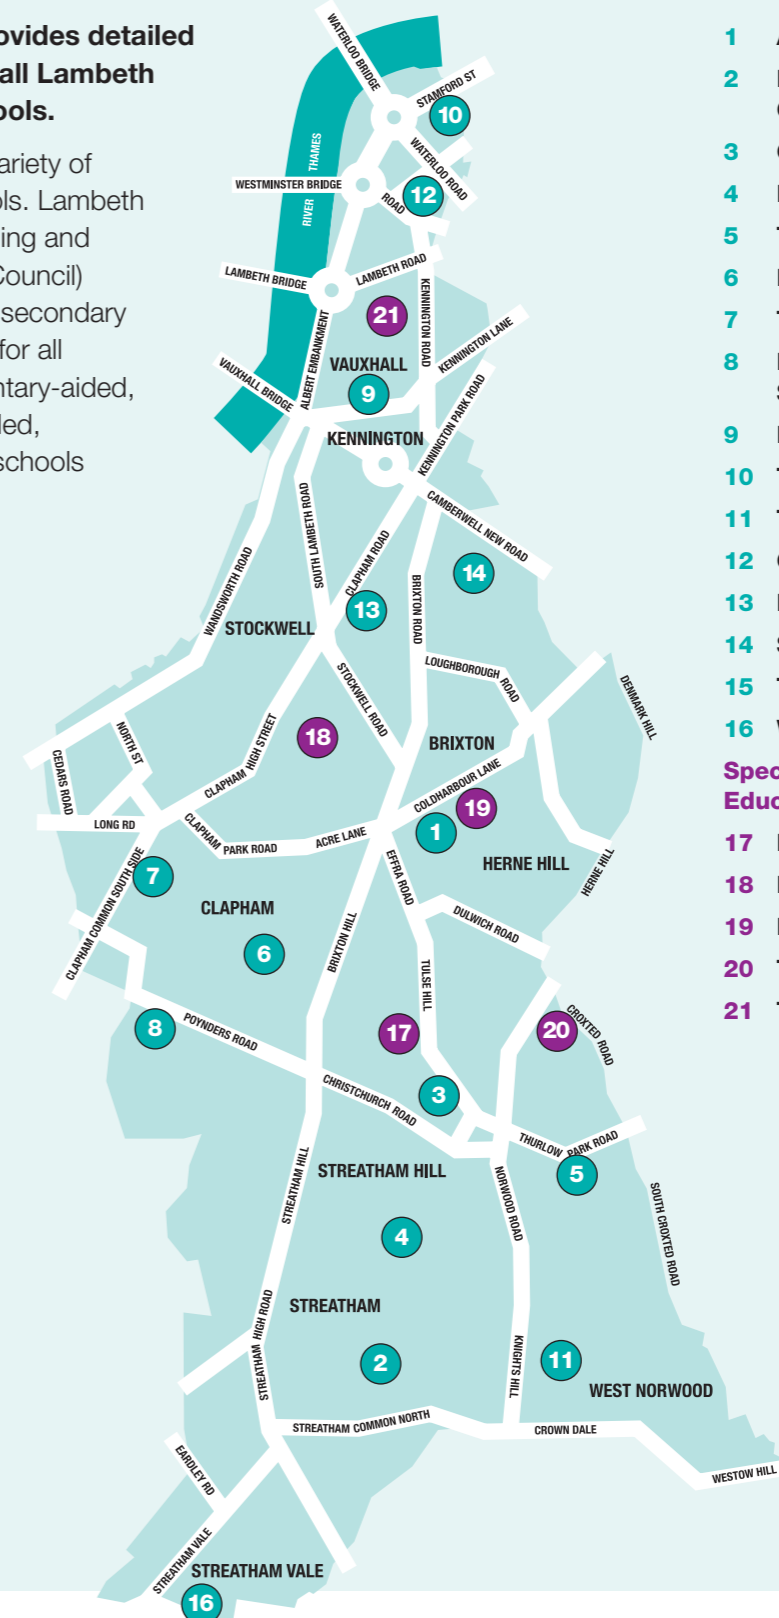 ovides detailed
all Lambeth
ools.
ariety of
ols. Lambeth
ing and
Council)
secondary
for all
ntary-aided,
led,
schools
WATERLOO BRIDGE
STAMFORD ST
10
RIVER THAMES
WATERLOO ROAD
WESTMINSTER BRIDGE
ROAD
12
LAMBETH BRIDGE
LAMBETH ROAD
21
KENNINGTON ROAD
ALBERT EMBANKMENT
KENNINGTON LANE
VAUXHALL
VAUXHALL BRIDGE
9
KENNINGTON PARK ROAD
KENNINGTON
SOUTH LAMBETH ROAD
CAMBERWELL NEW ROAD
WANDSWORTH ROAD
CLAPHAM ROAD
14
13
BRIXTON ROAD
STOCKWELL
STOCKWELL ROAD
LOUGHBOROUGH ROAD
DENMARK HILL
NORTH ST
18
BRIXTON
CEDARS ROAD
CLAPHAM HIGH STREET
COLDHARBOUR LANE
19
LONG RD
CLAPHAM PARK ROAD
ACRE LANE
1
HERNE HILL
HERNE HILL
7
EFFRA ROAD
CLAPHAM COMMON SOUTH SIDE
CLAPHAM
DULWICH ROAD
6
BRIXTON HILL
TULSE HILL
8
POYNDERS ROAD
17
20
CROXTED ROAD
CHRISTCHURCH ROAD
3
THURLOW PARK ROAD
STREATHAM HILL
STREATHAM HILL
5
NORWOOD ROAD
SOUTH CROXTED ROAD
4
STREATHAM
STREATHAM HIGH ROAD
2
KNIGHTS HILL
11
WEST NORWOOD
STREATHAM COMMON NORTH
CROWN DALE
EARDLEY RD
WESTOW HILL
STREATHAM VALE
STREATHAM VALE
16
1
2
3
4
5
6
7
8
9
10
11
12
13
14
15
16
Spec
Educ
17
18
19
20
21